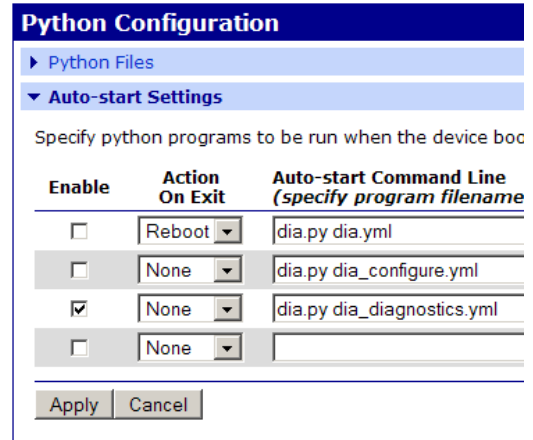 Python Configuration
Python Files
Auto-start Settings
Specify python programs to be run when the device boo
Enable Action On Exit Auto-start Command Line (specify program filename
Reboot dia.py dia.yml
None dia.py dia_configure.yml
None dia.py dia_diagnostics.yml
None
Apply Cancel